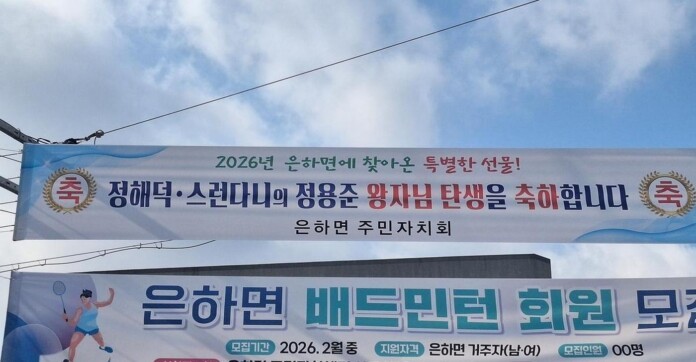 2026년 은하면에 찾아온 특별한 선물!
축 정해덕·스런다니의 정용준 왕자님 탄생을 축하합니다 축
은하면 주민자치회
은하면 배드민턴 회원
모집기간 2026. 2월 중 지원자격 은하면 거주자(남·여) 모집인원 00명